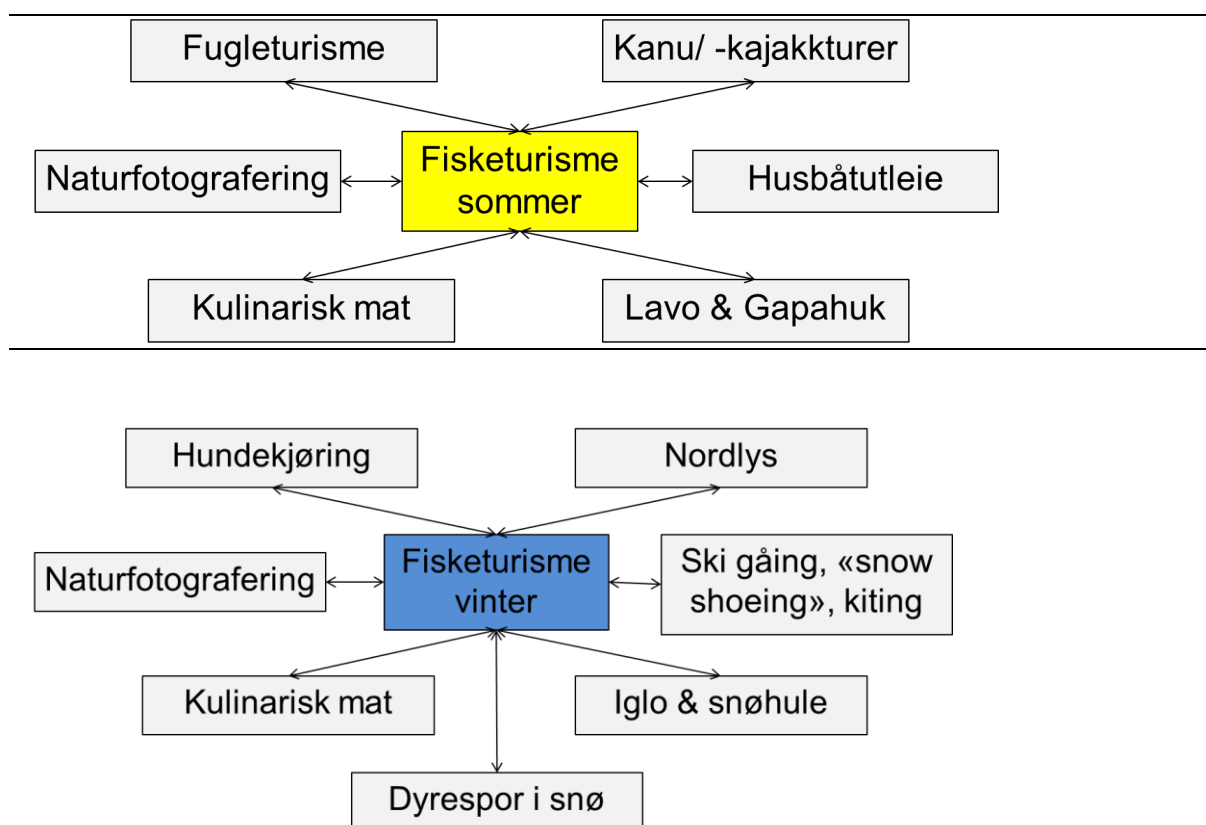 Fugleturisme
Kanu/ -kajakkturer
Naturfotografering
Fisketurisme
sommer
Husbåtutleie
Kulinarisk mat
Lavo & Gapahuk
Hundekjøring
Nordlys
Naturfotografering
Fisketurisme
vinter
Ski gåing, «snow
shoeing», kiting
Kulinarisk mat
Iglo & snøhule
Dyrespor i snø